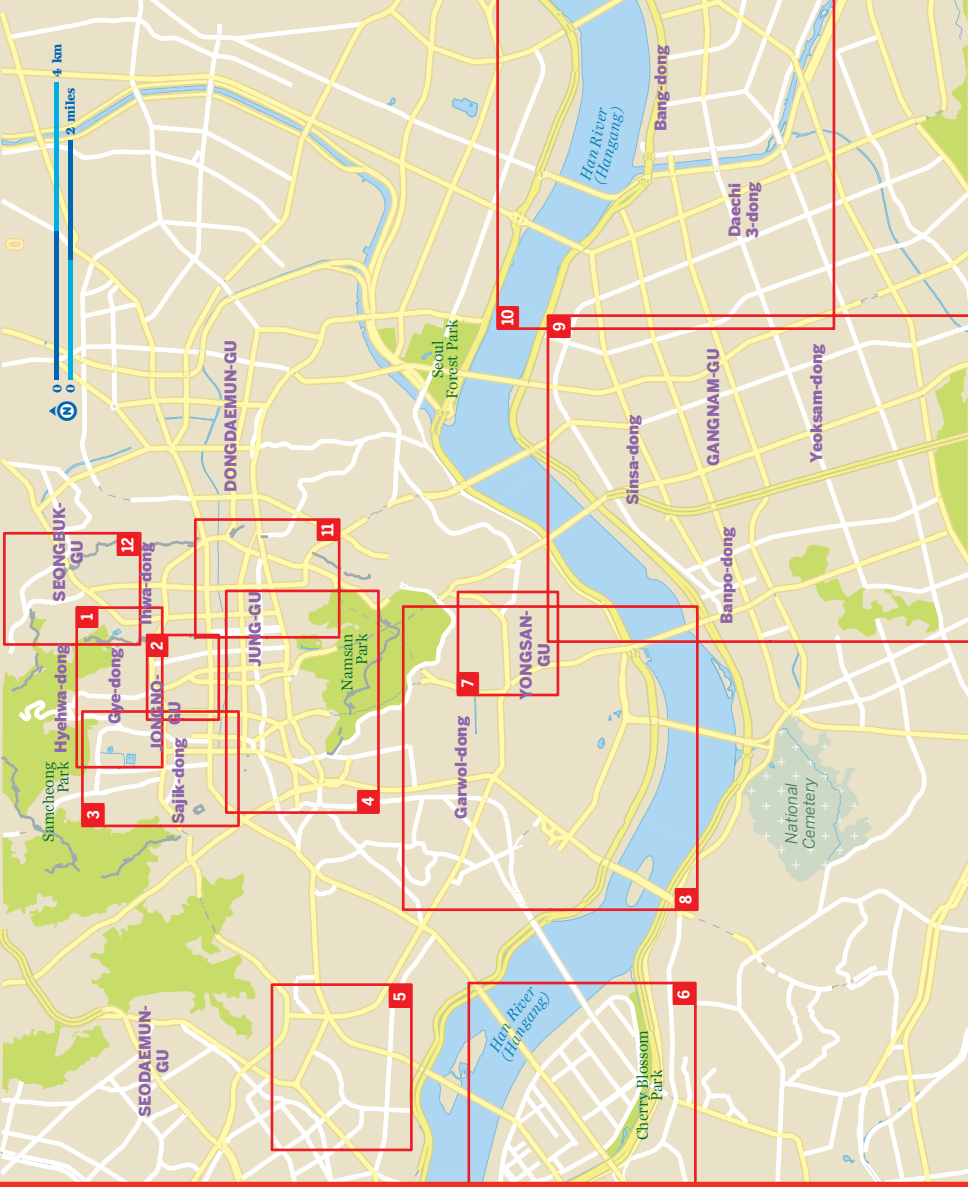 N
0
4 km
0
2 miles
SEODAEMUN-
GU
Samcheong
Park
Hyehwa-dong
SEONGBUK-
GU
Ihwa-dong
Gye-dong
JONGNO-
GU
Sajik-dong
DONGDAEMUN-GU
JUNG-GU
Namsan
Park
Seoul
Forest Park
Garwol-dong
YONGSAN-
GU
Han River
(Hangang)
Han River
(Hangang)
Bang-dong
Daechi
3-dong
Sinsa-dong
GANGNAM-GU
Yeoksam-dong
Banpo-dong
National
Cemetery
Cherry Blossom
Park
1
2
3
4
5
6
7
8
9
10
11
12